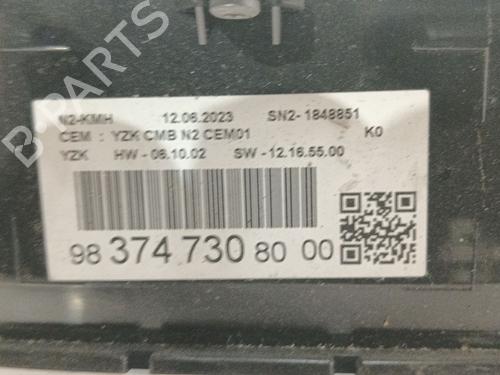 B-PARTS
N2-KMH 12.06.2023 SN2- 1848851
CEM : YZK CMB N2 CEM01 K0
YZK HW - 06.10.02 SW - 12.16.55.00
98 374 730 80 00